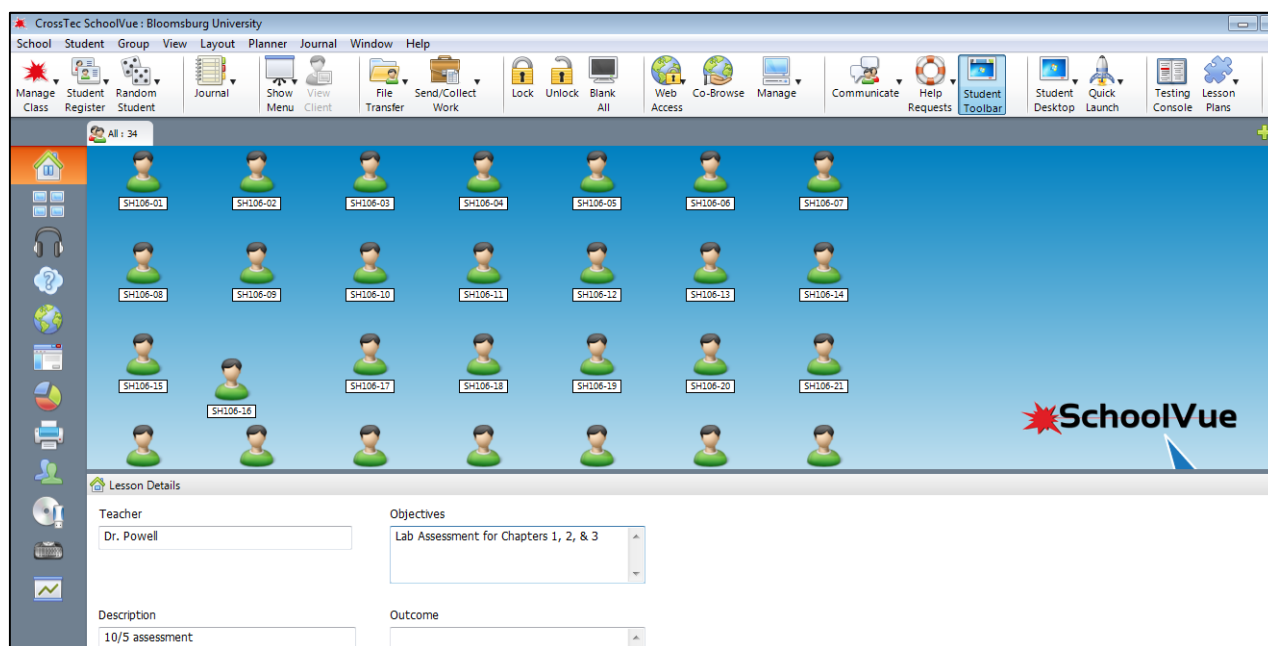 CrossTec SchoolVue : Bloomsburg University
School Student Group View Layout Planner Journal Window Help
Manage Class
Student Register
Random Student
Journal
Show Menu
View Client
File Transfer
Send/Collect Work
Lock
Unlock
Blank All
Web Access
Co-Browse
Manage
Communicate
Help Requests
Student Toolbar
Student Desktop
Quick Launch
Testing Console
Lesson Plans
All : 34
SH106-01 SH106-02 SH106-03 SH106-04 SH106-05 SH106-06 SH106-07
SH106-08 SH106-09 SH106-10 SH106-11 SH106-12 SH106-13 SH106-14
SH106-15 SH106-16 SH106-17 SH106-18 SH106-19 SH106-20 SH106-21
SchoolVue
Lesson Details
Teacher
Dr. Powell
Objectives
Lab Assessment for Chapters 1, 2, & 3
Description
10/5 assessment
Outcome